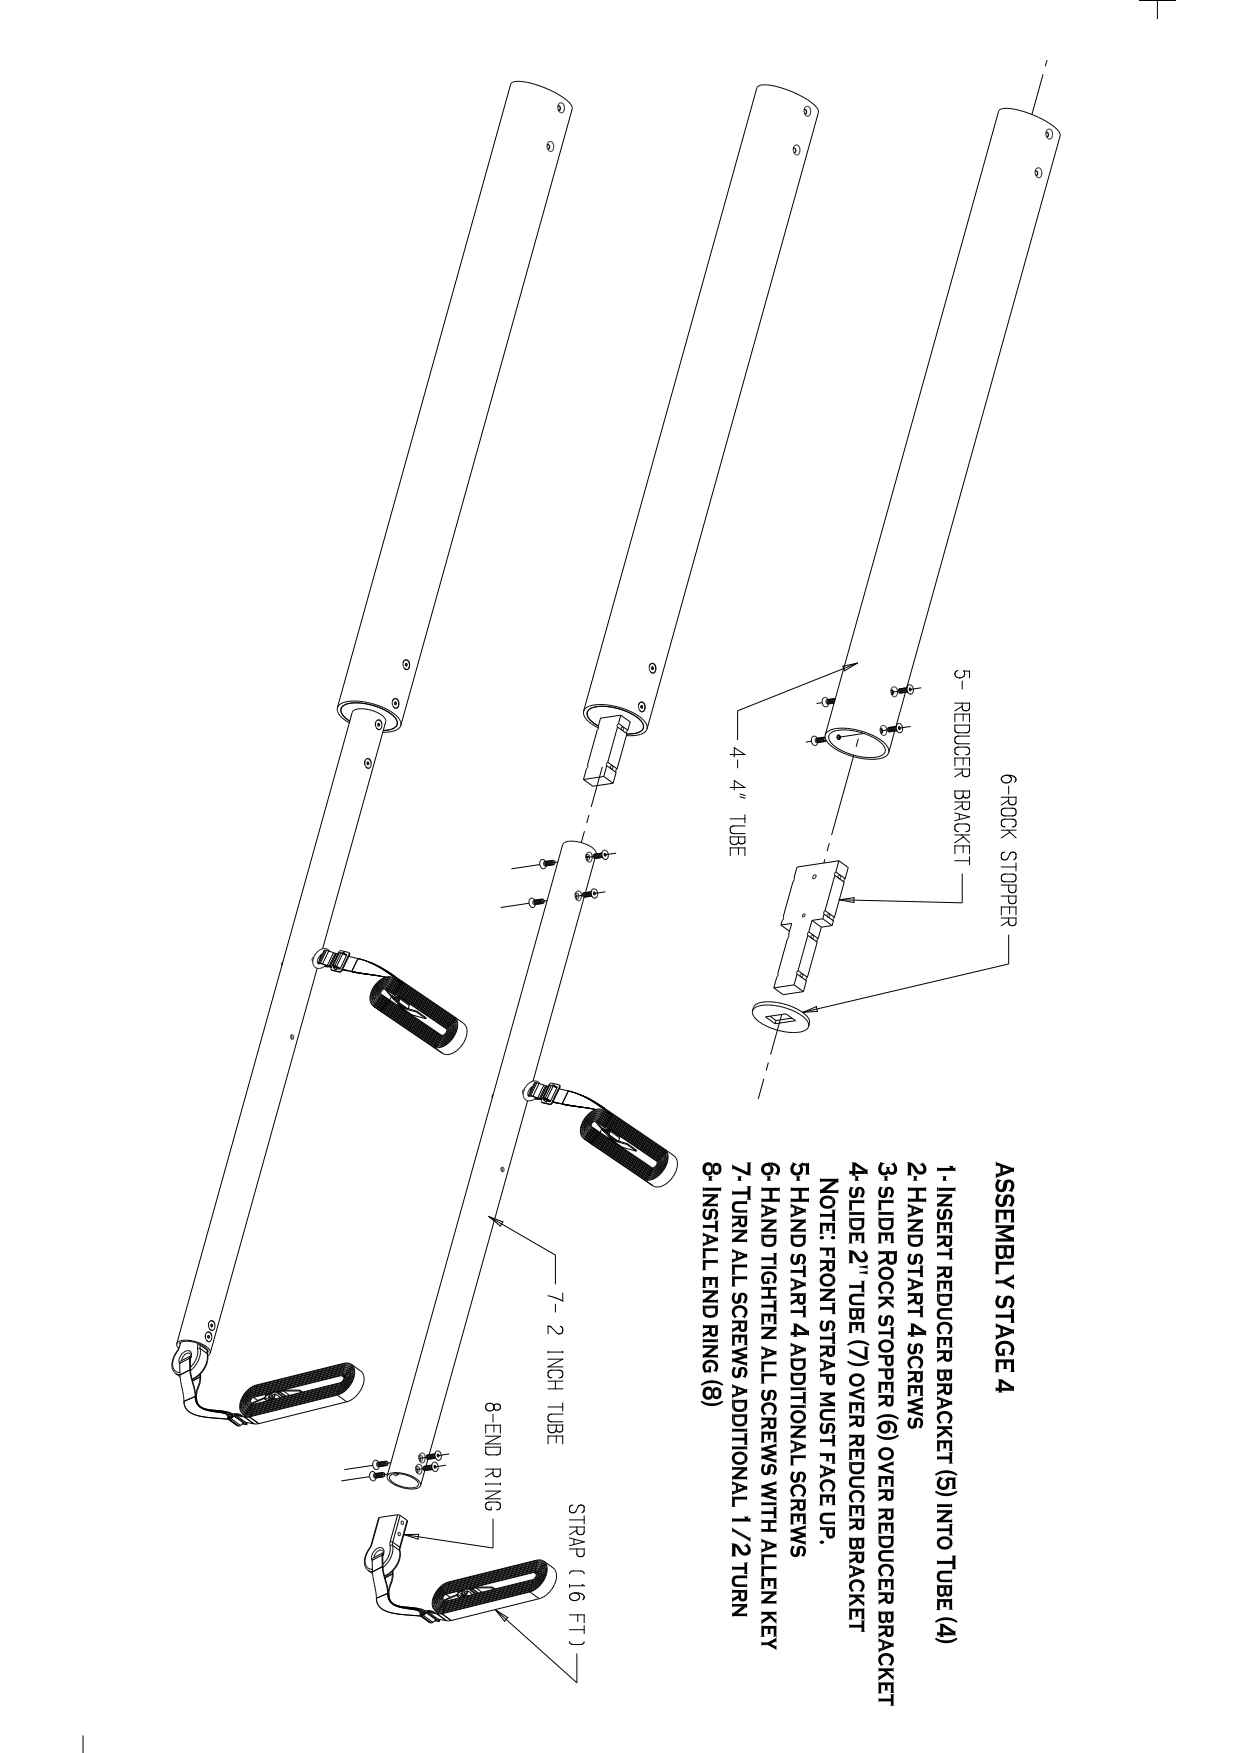 ASSEMBLY STAGE 4
1- INSERT REDUCER BRACKET (5) INTO TUBE (4)
2- HAND START 4 SCREWS
3- SLIDE ROCK STOPPER (6) OVER REDUCER BRACKET
4- SLIDE 2" TUBE (7) OVER REDUCER BRACKET
NOTE: FRONT STRAP MUST FACE UP.
5- HAND START 4 ADDITIONAL SCREWS
6- HAND TIGHTEN ALL SCREWS WITH ALLEN KEY
7- TURN ALL SCREWS ADDITIONAL 1/2 TURN
8- INSTALL END RING (8)
6-ROCK STOPPER
5- REDUCER BRACKET
4- 4" TUBE
7- 2 INCH TUBE
8-END RING
STRAP (16 FT)